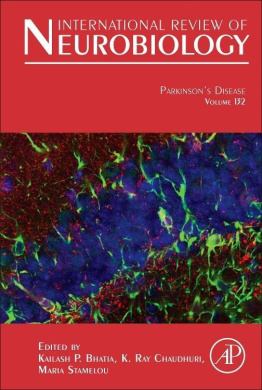 INTERNATIONAL REVIEW OF
NEUROBIOLOGY
PARKINSON'S DISEASE
VOLUME 132
EDITED BY
KAILASH P. BHATIA, K. RAY CHAUDHURI,
MARIA STAMELOU
AP